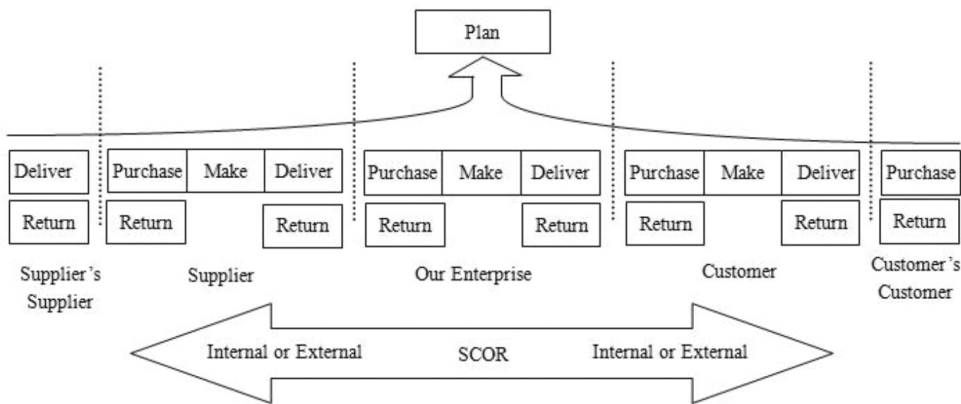 Plan
Deliver Purchase Make Deliver Purchase Make Deliver Purchase Make Deliver Purchase
Return Return Return Return Return Return Return Return
Supplier's Supplier
Supplier
Our Enterprise
Customer
Customer's Customer
Internal or External SCOR Internal or External